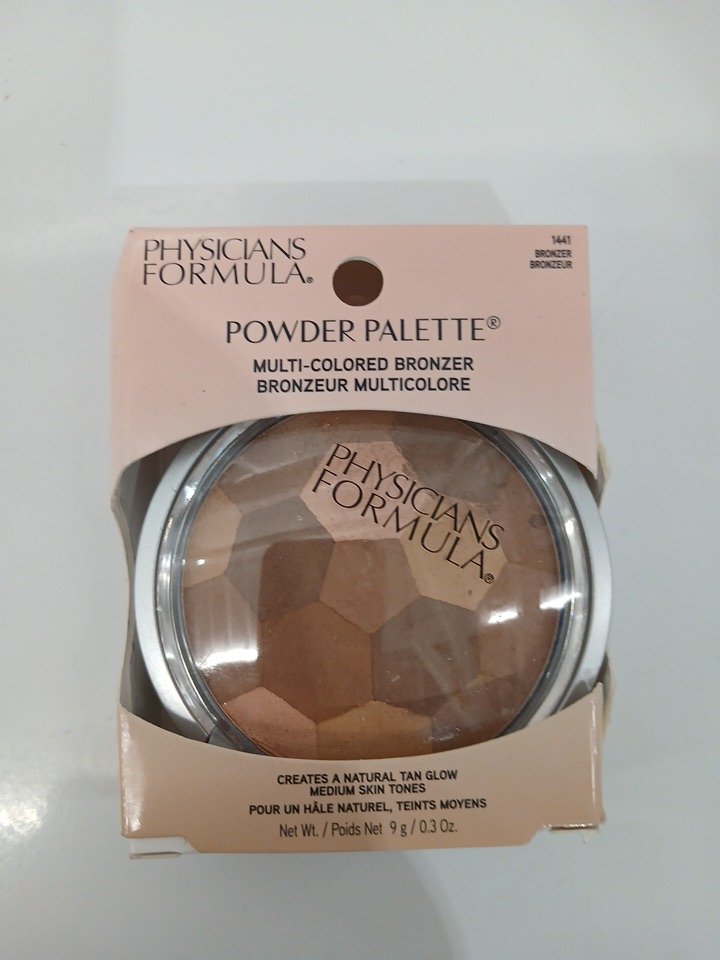 PHYSICIANS
FORMULA®
1441
BRONZER
BRONZEUR
POWDER PALETTE®
MULTI-COLORED BRONZER
BRONZEUR MULTICOLORE
PHYSICIANS
FORMULA®
CREATES A NATURAL TAN GLOW
MEDIUM SKIN TONES
POUR UN HÂLE NATUREL, TEINTS MOYENS
Net Wt. / Poids Net 9 g / 0.3 Oz.